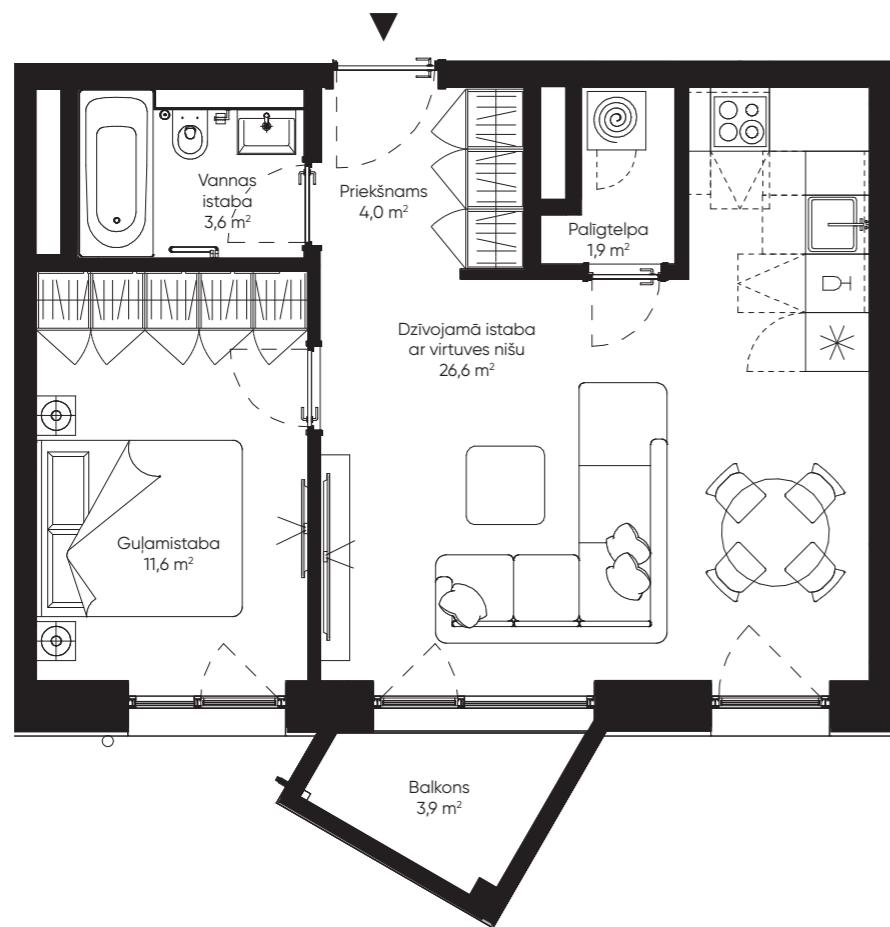 Vannas
istaba
3,6 m²
Priekšnams
4,0 m²
Palīgtelpa
1,9 m²
Dzīvojamā istaba
ar virtuves nišu
26,6 m²
Guļamistaba
11,6 m²
Balkons
3,9 m²